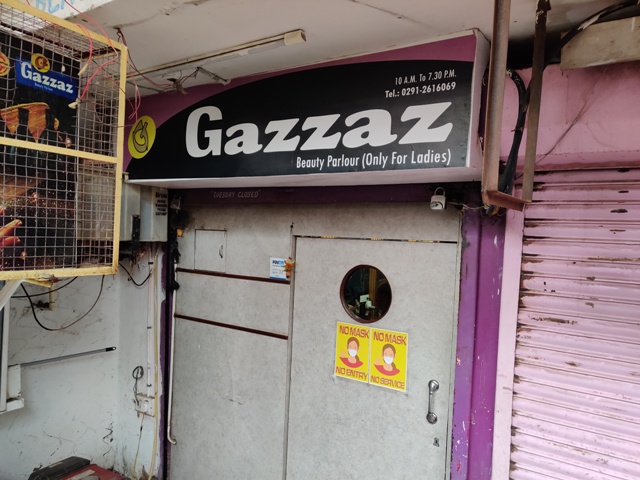 Gazzaz
10 A.M. To 7.30 P.M.
Tel.: 0291-2616069
Gazzaz
Beauty Parlour (Only For Ladies)
"TUESDAY CLOSED"
NO MASK
NO ENTRY
NO MASK
NO SERVICE